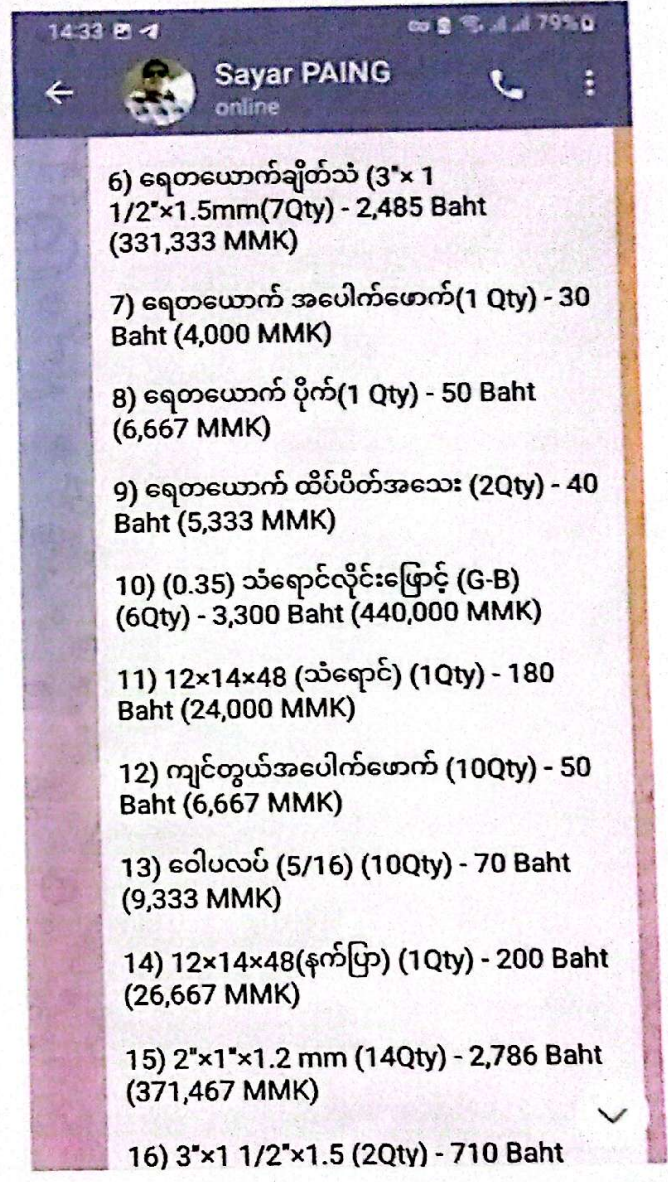 14:33
79%
Sayar PAING
online
6) ရေတယောက်ချိတ်သံ (3"× 1
1/2"×1.5mm(7Qty) - 2,485 Baht
(331,333 MMK)
7) ရေတယောက် အပေါက်ဖောက်(1 Qty) - 30
Baht (4,000 MMK)
8) ရေတယောက် ပိုက်(1 Qty) - 50 Baht
(6,667 MMK)
9) ရေတယောက် ထိပ်ပိတ်အသေး (2Qty) - 40
Baht (5,333 MMK)
10) (0.35) သံရောင်လိုင်းဖြောင့် (G-B)
(6Qty) - 3,300 Baht (440,000 MMK)
11) 12×14×48 (သံရောင်) (1Qty) - 180
Baht (24,000 MMK)
12) ကျင်တွယ်အပေါက်ဖောက် (10Qty) - 50
Baht (6,667 MMK)
13) ဝေါပလပ် (5/16) (10Qty) - 70 Baht
(9,333 MMK)
14) 12×14×48(နက်ပြာ) (1Qty) - 200 Baht
(26,667 MMK)
15) 2"×1"×1.2 mm (14Qty) - 2,786 Baht
(371,467 MMK)
16) 3"×1 1/2"×1.5 (2Qty) - 710 Baht